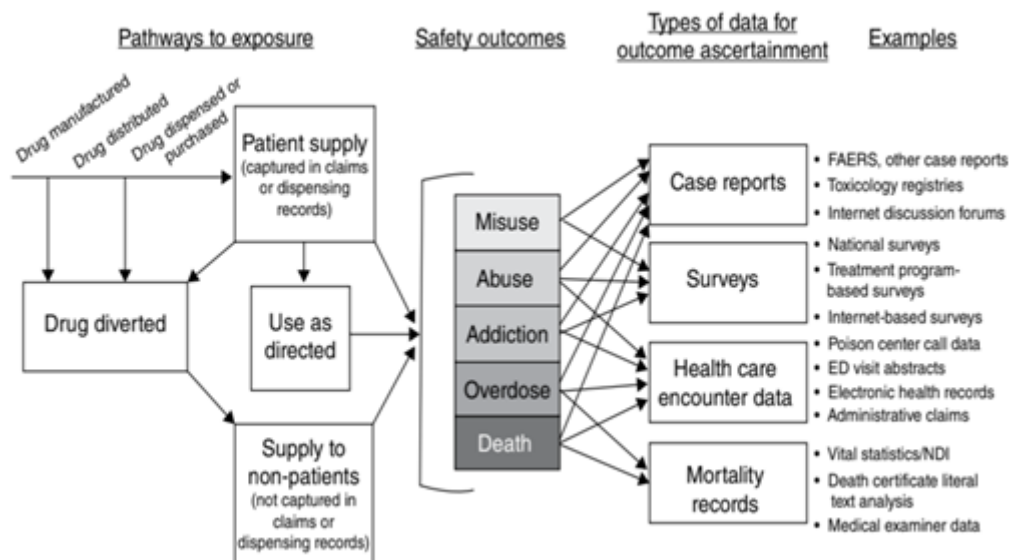 Pathways to exposure
Safety outcomes
Types of data for
outcome ascertainment
Examples
Drug manufactured
Drug distributed
Drug dispensed or
purchased
Patient supply
(captured in claims
or dispensing
records)
Drug diverted
Use as
directed
Supply to
non-patients
(not captured in
claims or
dispensing records)
Misuse
Abuse
Addiction
Overdose
Death
Case reports
• FAERS, other case reports
• Toxicology registries
• Internet discussion forums
Surveys
• National surveys
• Treatment program-
based surveys
• Internet-based surveys
Health care
encounter data
• Poison center call data
• ED visit abstracts
• Electronic health records
• Administrative claims
Mortality
records
• Vital statistics/NDI
• Death certificate literal
text analysis
• Medical examiner data